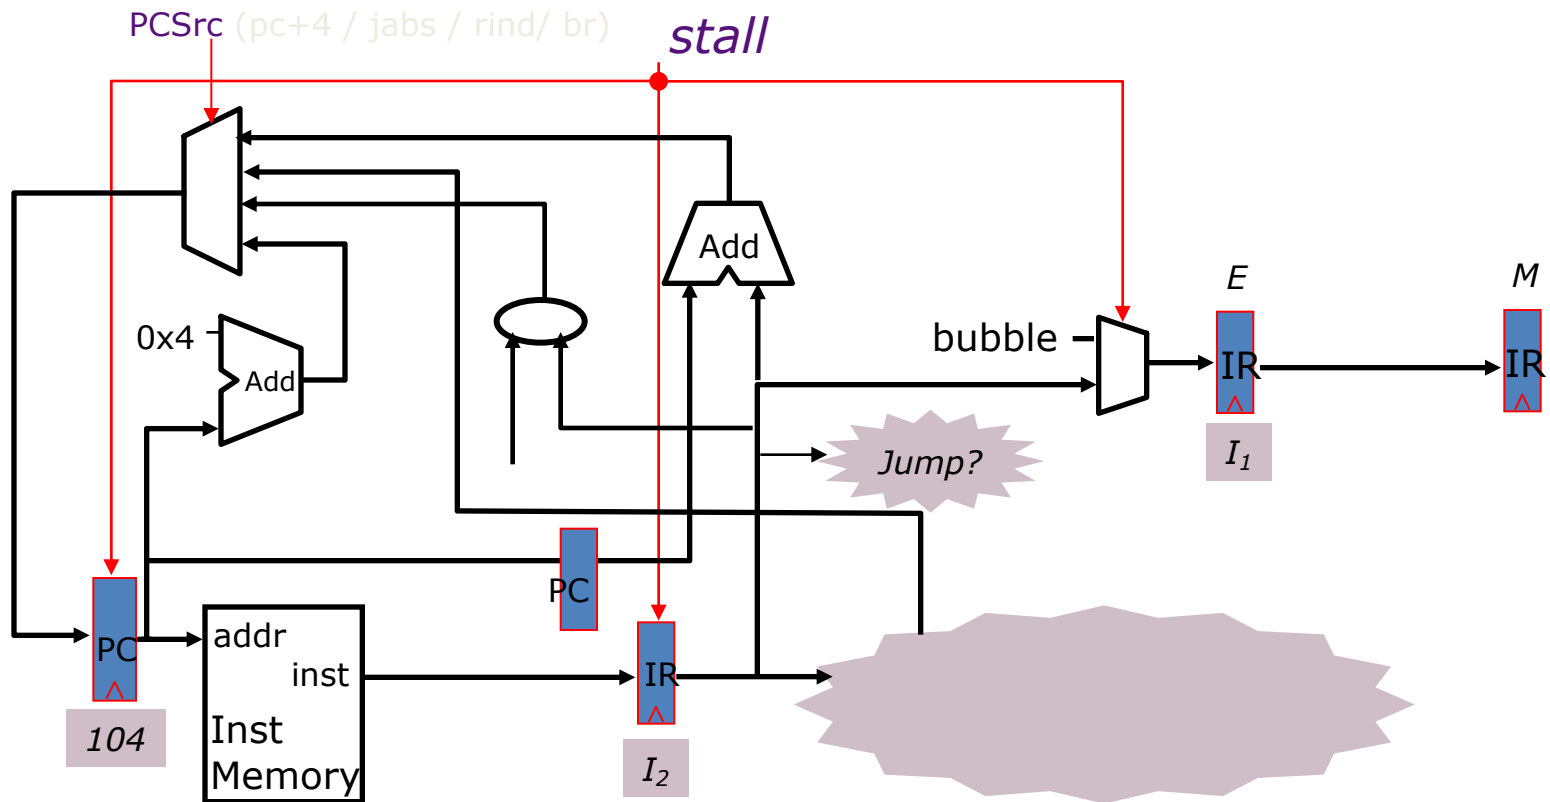 PCSrc (pc+4 / jabs / rind/ br)
stall
Add
E
M
0x4
Add
bubble
IR
IR
Jump?
I1
PC
PC
addr
inst
IR
Inst
Memory
104
I2